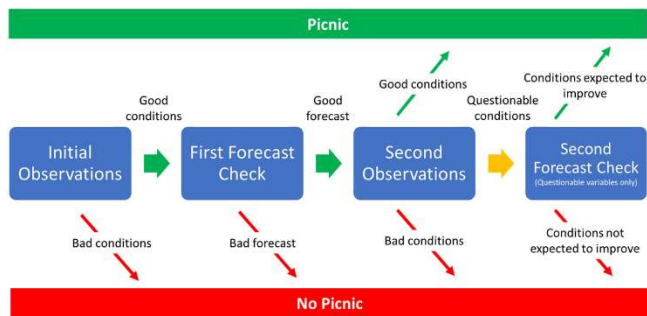 Picnic
Good conditions
Conditions expected to
improve
Good
conditions
Good
forecast
Questionable
conditions
Initial
Observations
First Forecast
Check
Second
Observations
Second
Forecast Check
(Questionable variables only)
Bad conditions
Bad forecast
Bad conditions
Conditions not
expected to improve
No Picnic